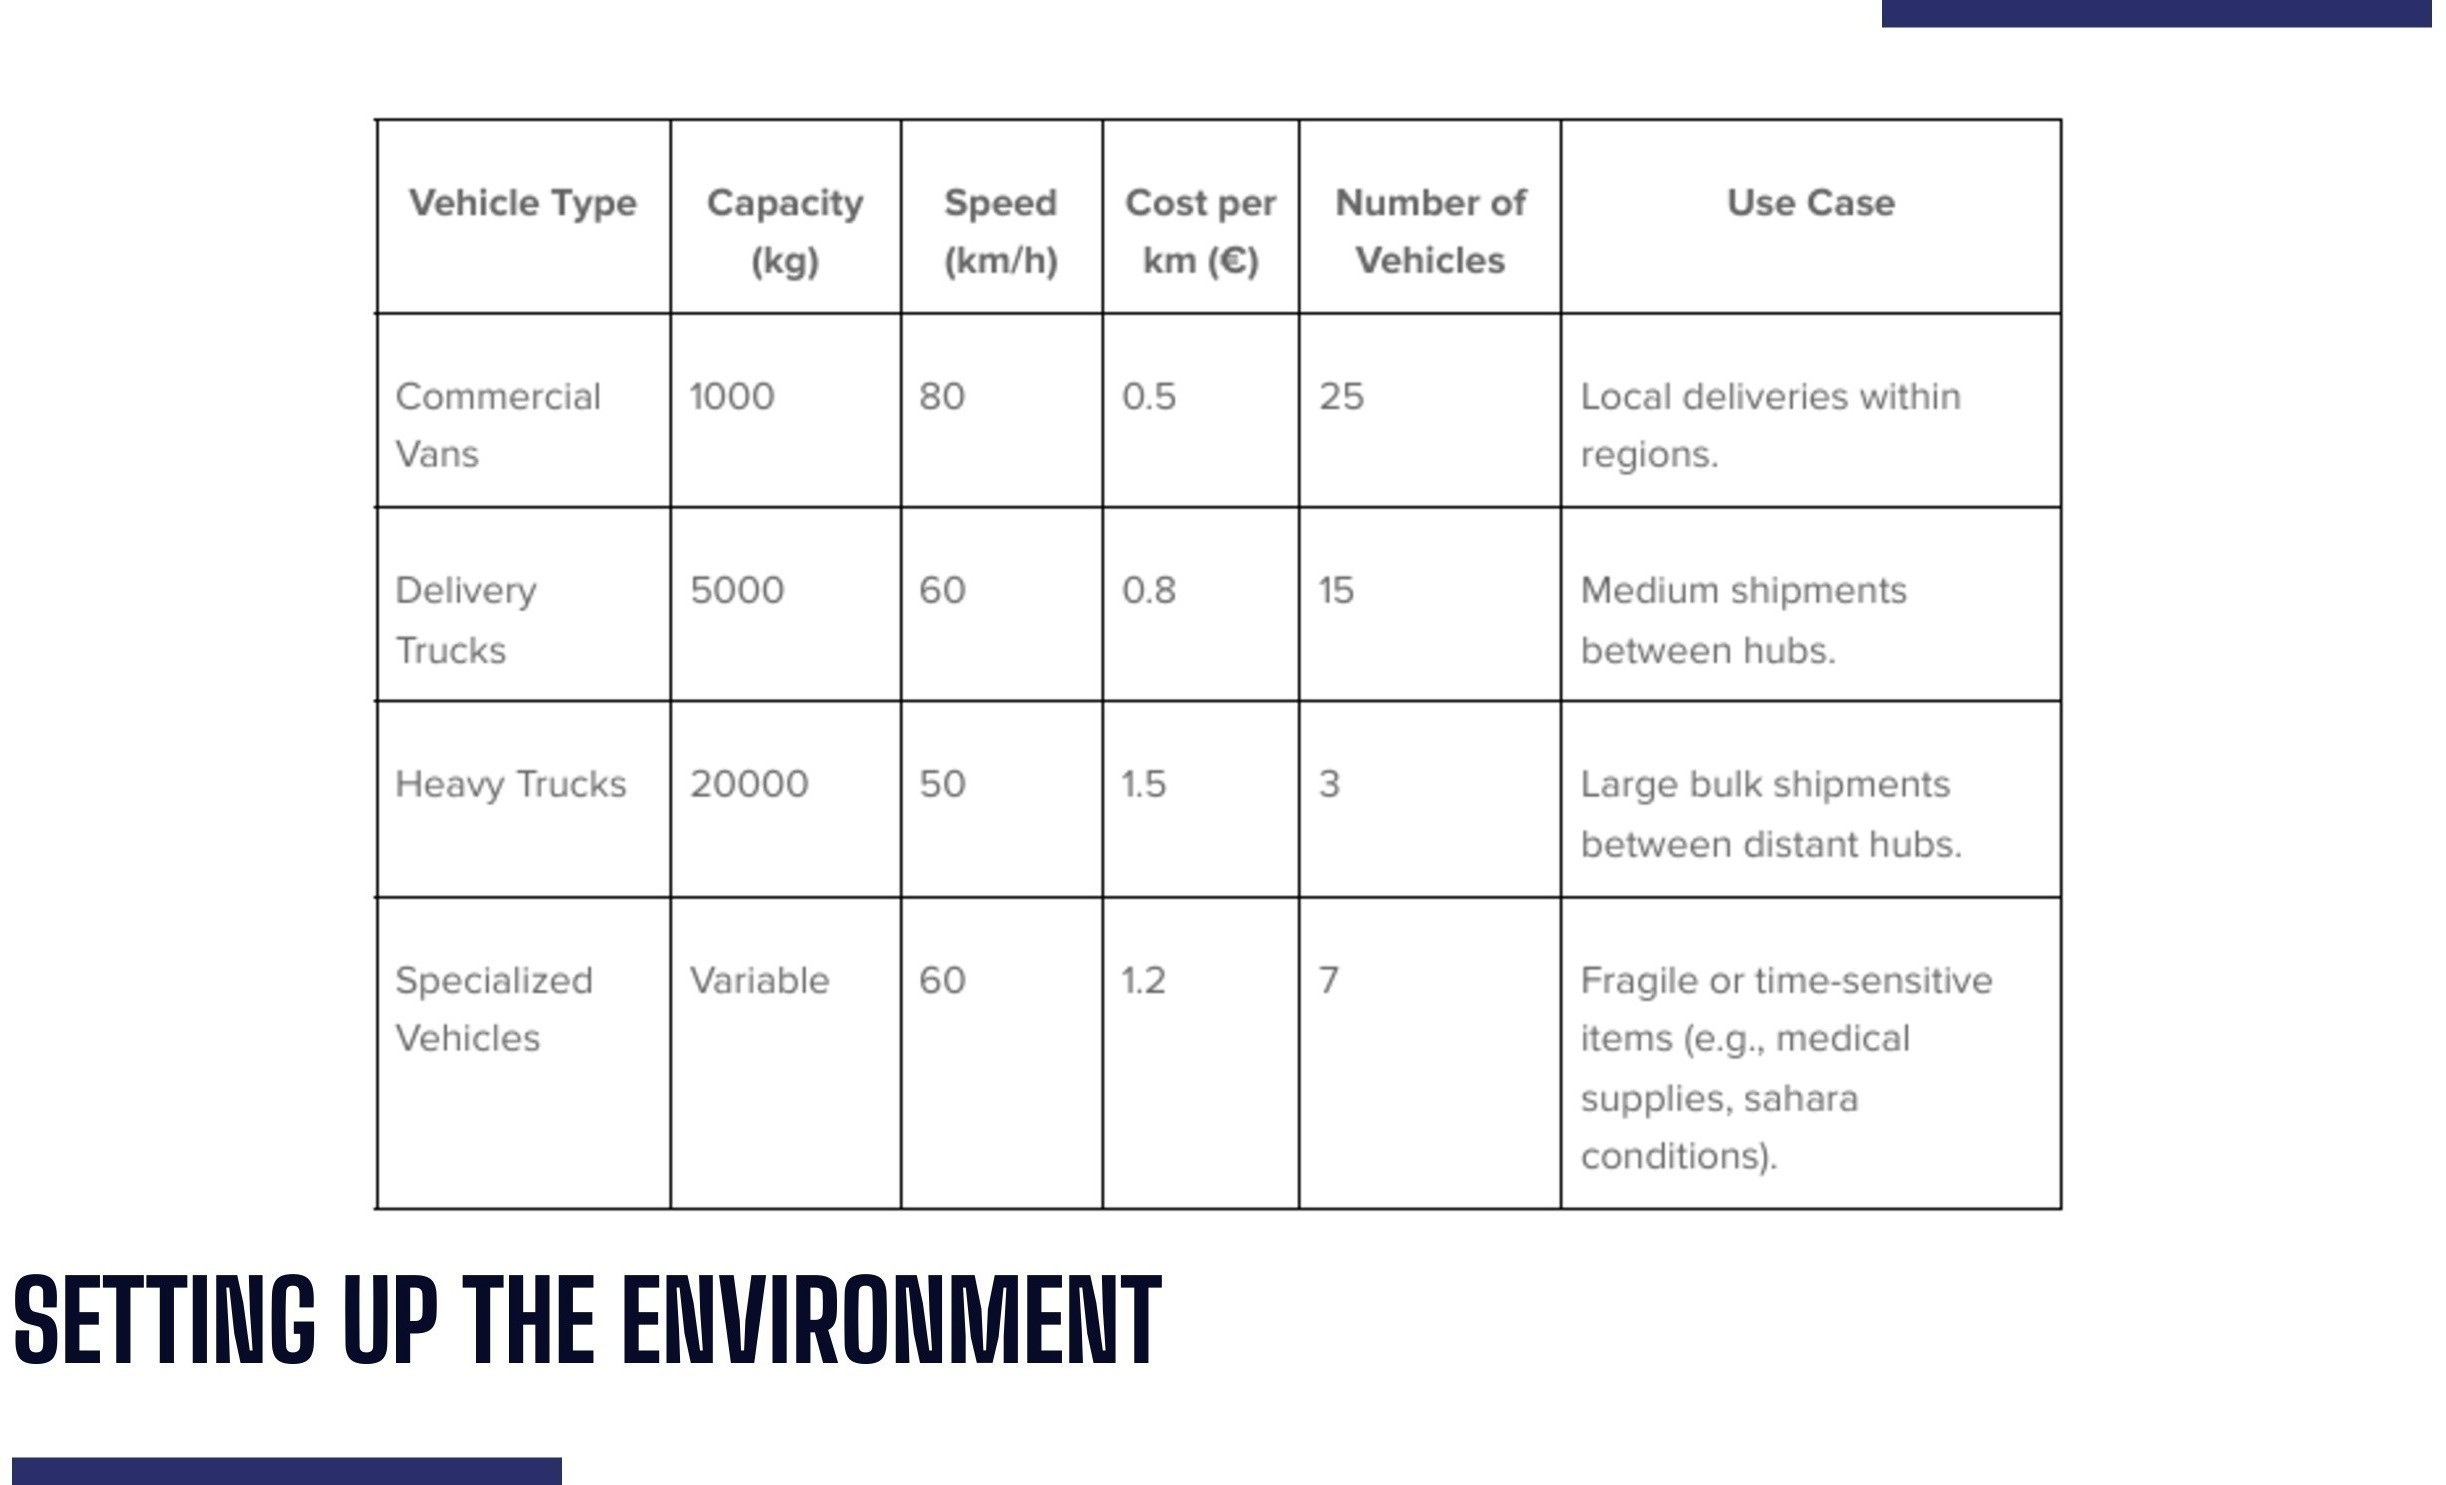 Vehicle Type
Capacity
(kg)
Speed
(km/h)
Cost per
km (€)
Number of
Vehicles
Use Case
Commercial
Vans
1000
80
0.5
25
Local deliveries within
regions.
Delivery
Trucks
5000
60
0.8
15
Medium shipments
between hubs.
Heavy Trucks
20000
50
1.5
3
Large bulk shipments
between distant hubs.
Specialized
Vehicles
Variable
60
1.2
7
Fragile or time-sensitive
items (e.g., medical
supplies, sahara
conditions).
SETTING UP THE ENVIRONMENT